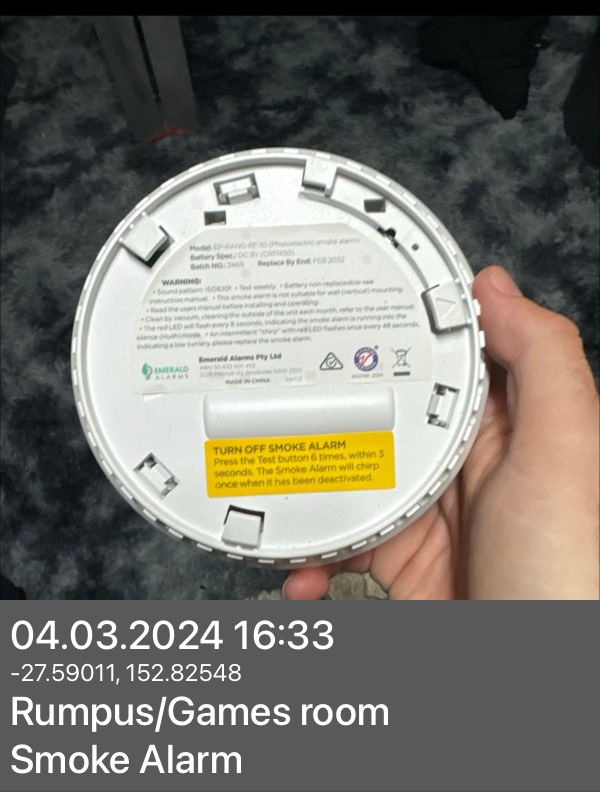 Model: EP-RANG-RF-10 (Photoelectric smoke alarm)
Battery Spec.: DC 3V (CR17450)
Batch NO.: Replace By End: FEB 2032
WARNING:
• Sound pattern: ISO8201 • Test weekly • Battery non-replaceable-see
instruction manual. • This smoke alarm is not suitable for wall (vertical) mounting.
• Read the users manual before installing and operating.
• Clean by vacuum, cleaning the outside of the unit each month, refer to the user manual.
• The red LED will flash every 8 seconds, indicating the smoke alarm is running into the
silence (Hush) mode. • An intermittent "chirp" with red LED flashes once every 48 seconds,
indicating a low battery, please replace the smoke alarm.
Emerald Alarms Pty Ltd
MADE IN CHINA
EMERALD
ALARMS
TURN OFF SMOKE ALARM
Press the Test button 6 times, within 3
seconds. The Smoke Alarm will chirp
once when it has been deactivated.
04.03.2024 16:33
-27.59011, 152.82548
Rumpus/Games room
Smoke Alarm